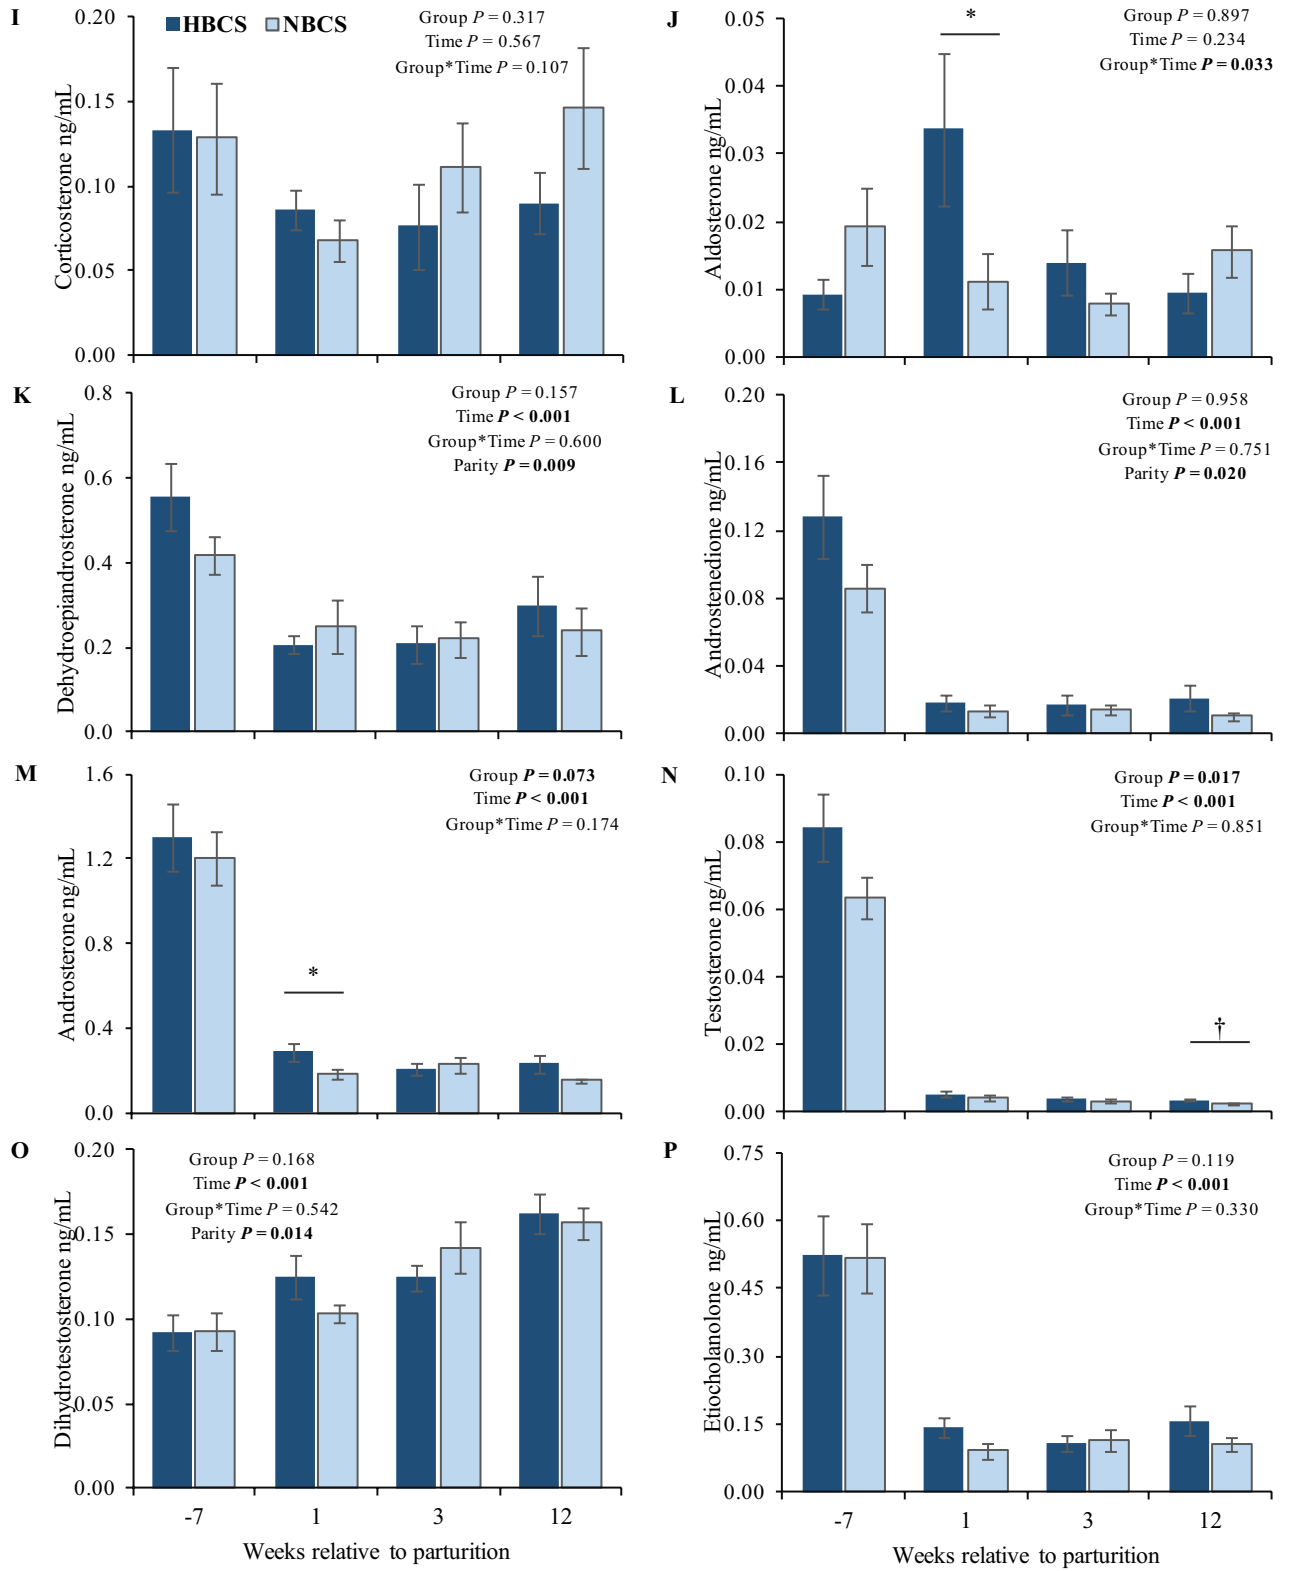 I
HBCS NBCS
Group P = 0.317
Time P = 0.567
Group*Time P = 0.107
Corticosterone ng/mL
0.20
0.15
0.10
0.05
0.00
J
*
Group P = 0.897
Time P = 0.234
Group*Time P = 0.033
Aldosterone ng/mL
0.05
0.04
0.03
0.02
0.01
0.00
K
Group P = 0.157
Time P < 0.001
Group*Time P = 0.600
Parity P = 0.009
Dehydroepiandrosterone ng/mL
0.8
0.6
0.4
0.2
0.0
L
Group P = 0.958
Time P < 0.001
Group*Time P = 0.751
Parity P = 0.020
Androstenedione ng/mL
0.20
0.16
0.12
0.08
0.04
0.00
M
Group P = 0.073
Time P < 0.001
Group*Time P = 0.174
Androsterone ng/mL
1.6
1.2
0.8
0.4
0.0
*
N
Group P = 0.017
Time P < 0.001
Group*Time P = 0.851
Testosterone ng/mL
0.10
0.08
0.06
0.04
0.02
0.00
†
O
Group P = 0.168
Time P < 0.001
Group*Time P = 0.542
Parity P = 0.014
Dihydrotestosterone ng/mL
0.20
0.15
0.10
0.05
0.00
-7 1 3 12
Weeks relative to parturition
P
Group P = 0.119
Time P < 0.001
Group*Time P = 0.330
Etiocholanolone ng/mL
0.75
0.60
0.45
0.30
0.15
0.00
-7 1 3 12
Weeks relative to parturition